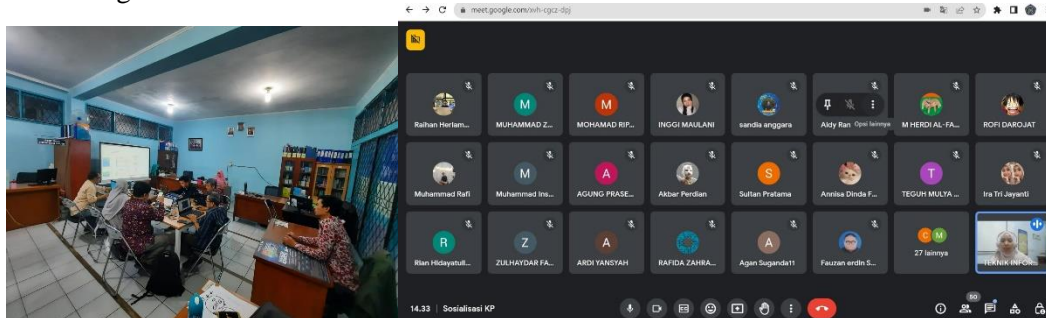 meet.google.com/xvh-cgcz-dpj
Raihan Herlam...
MUHAMMAD Z...
MOHAMAD RIP...
INGGI MAULANI
sandia anggara
Aldy Ran
Opsi lainnya
M HERDI AL-FA...
ROFI DAROJAT
Muhammad Rafi
Muhammad Ins...
AGUNG PRASE...
Akbar Perdian
Sultan Pratama
Annisa Dinda F...
TEGUH MULYA ...
Ira Tri Jayanti
Rian Hidayatull...
ZULHAYDAR FA...
ARDI YANSYAH
RAFIDA ZAHRA...
Agan Suganda11
Fauzan erdin S...
27 lainnya
TEKNIK INFOR...
M
M
M
A
S
T
R
Z
A
A
C
M
14.33 | Sosialisasi KP
50